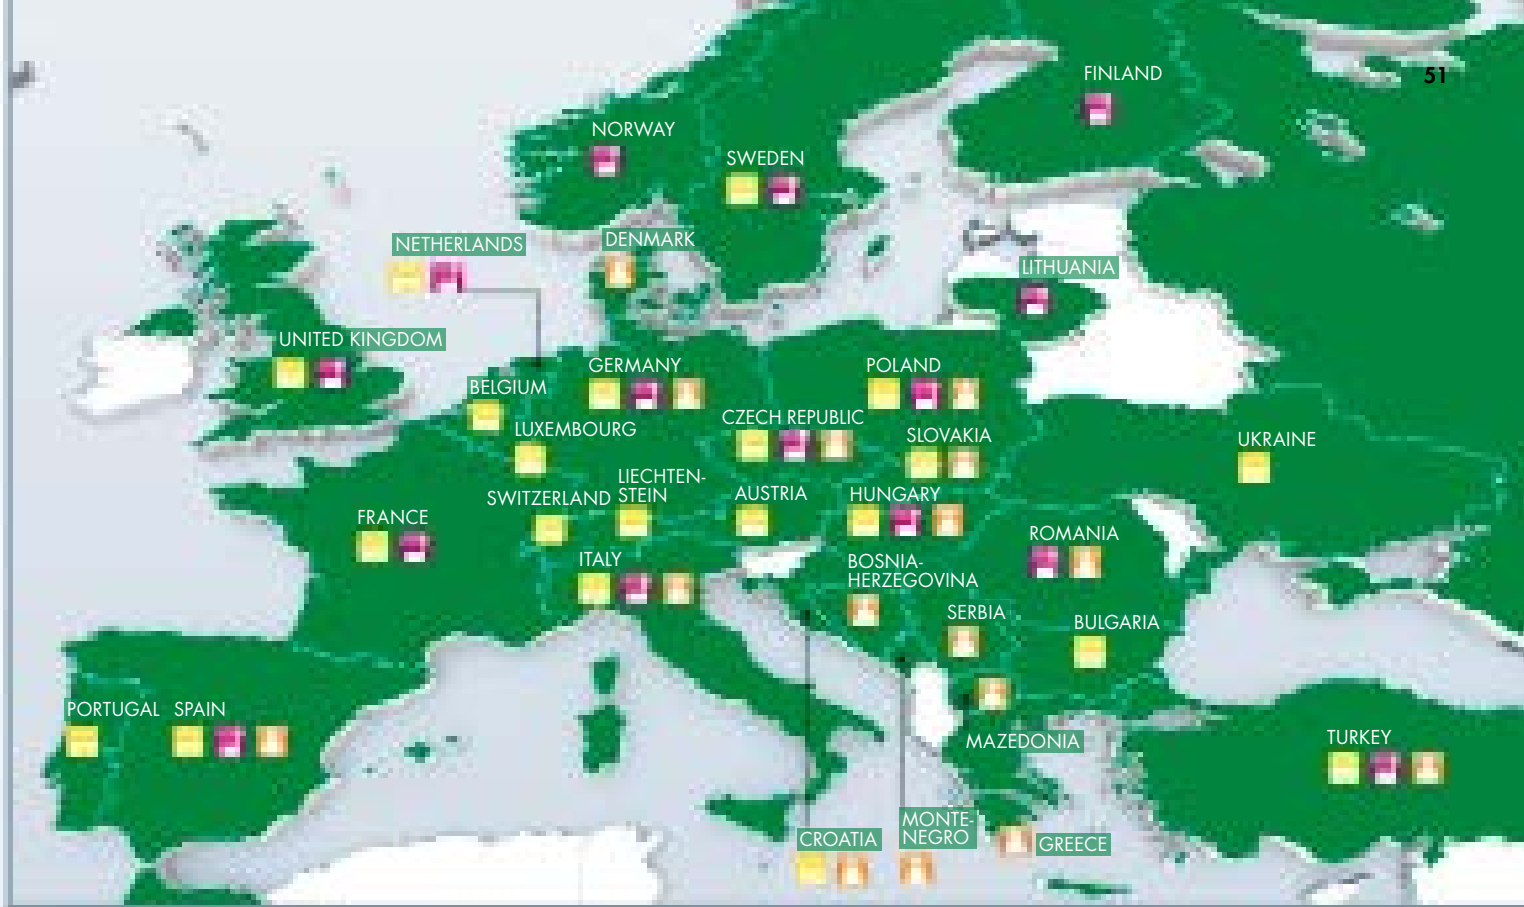 FINLAND
51
NORWAY
SWEDEN
NETHERLANDS
DENMARK
LITHUANIA
UNITED KINGDOM
GERMANY
POLAND
BELGIUM
CZECH REPUBLIC
LUXEMBOURG
SLOVAKIA
UKRAINE
LIECHTEN-
STEIN
SWITZERLAND
AUSTRIA
HUNGARY
FRANCE
ROMANIA
ITALY
BOSNIA-
HERZEGOVINA
SERBIA
BULGARIA
PORTUGAL
SPAIN
MAZEDONIA
TURKEY
MONTE-
NEGRO
CROATIA
GREECE